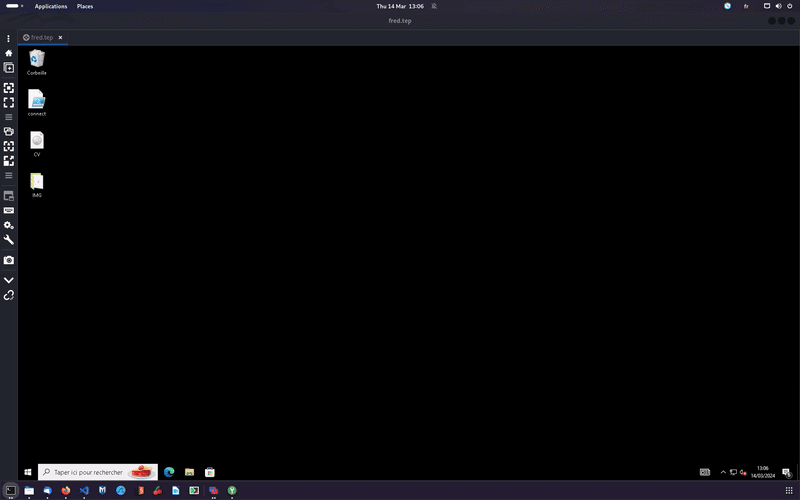 Applications Places
Thu 14 Mar 13:06
fr
fred.tep
fred.tep
Corbeille
connect
CV
IMG
Taper ici pour rechercher
13:06
14/03/2024